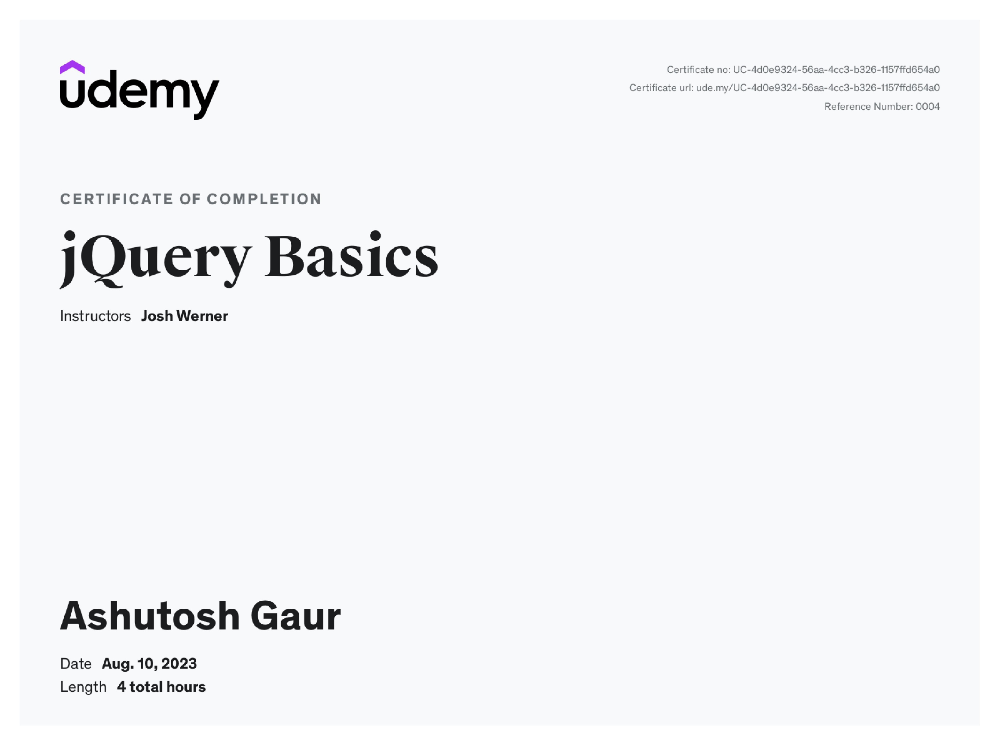 udemy
Certificate no: UC-4d0e9324-56aa-4cc3-b326-1157ffd654a0
Certificate url: ude.my/UC-4d0e9324-56aa-4cc3-b326-1157ffd654a0
Reference Number: 0004
CERTIFICATE OF COMPLETION
jQuery Basics
Instructors Josh Werner
Ashutosh Gaur
Date Aug. 10, 2023
Length 4 total hours